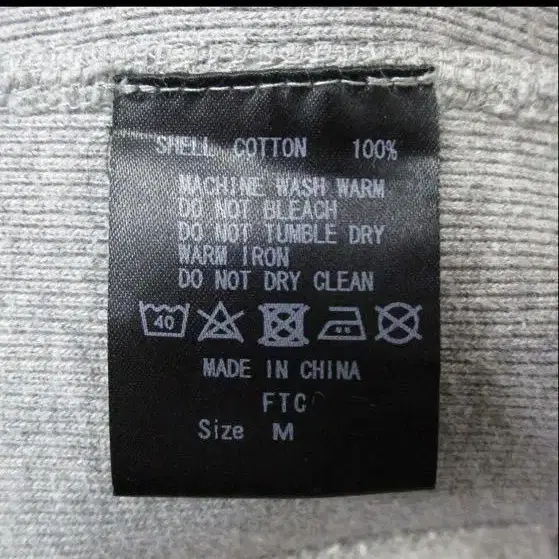 SHELL COTTON 100%
MACHINE WASH WARM
DO NOT BLEACH
DO NOT TUMBLE DRY
WARM IRON
DO NOT DRY CLEAN
40
MADE IN CHINA
FTC
Size M